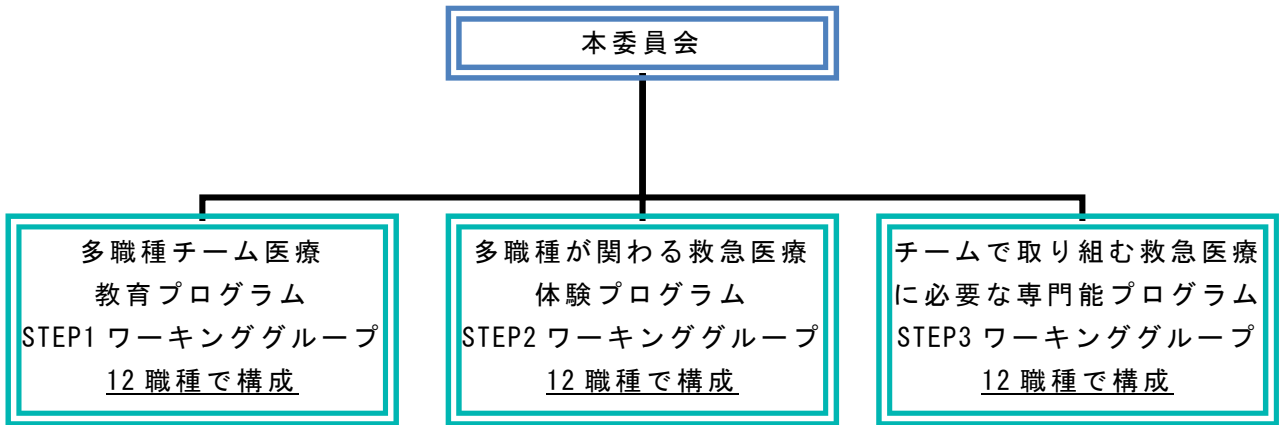 本委員会
多職種チーム医療
教育プログラム
STEP1 ワーキンググループ
12 職種で構成
多職種が関わる救急医療
体験プログラム
STEP2 ワーキンググループ
12 職種で構成
チームで取り組む救急医療
に必要な専門能プログラム
STEP3 ワーキンググループ
12 職種で構成